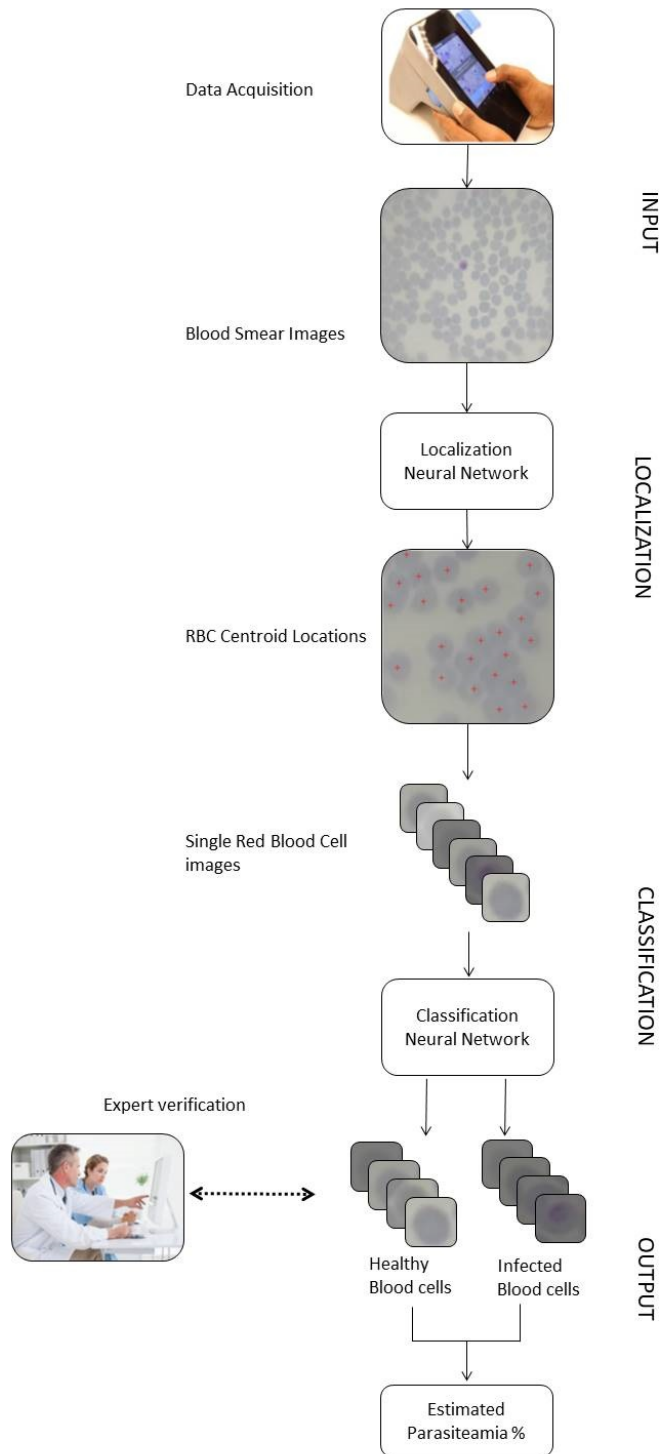 Data Acquisition
INPUT
Blood Smear Images
Localization
Neural Network
LOCALIZATION
RBC Centroid Locations
Single Red Blood Cell
images
CLASSIFICATION
Classification
Neural Network
Expert verification
Healthy
Blood cells
Infected
Blood cells
OUTPUT
Estimated
Parasiteamia %